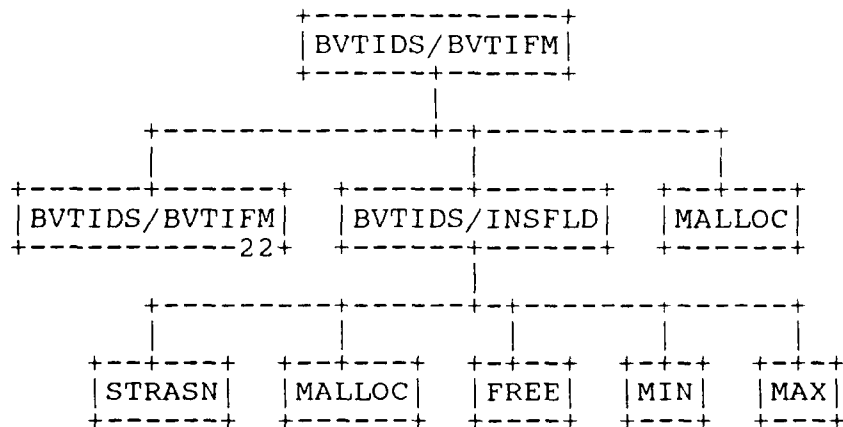 BVTIDS/BVTIFM
BVTIDS/BVTIFM BVTIDS/INSFLD MALLOC
22
STRASN MALLOC FREE MIN MAX